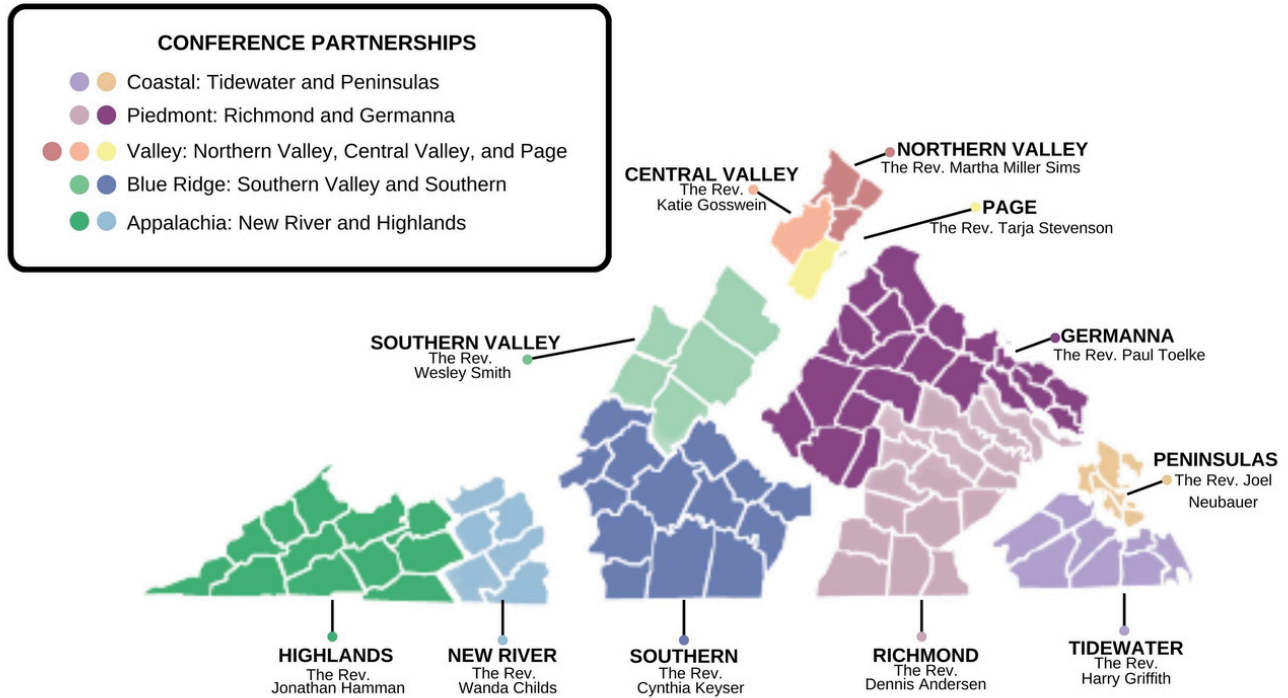 CONFERENCE PARTNERSHIPS
Coastal: Tidewater and Peninsulas
Piedmont: Richmond and Germanna
Valley: Northern Valley, Central Valley, and Page
Blue Ridge: Southern Valley and Southern
Appalachia: New River and Highlands
NORTHERN VALLEY
The Rev. Martha Miller Sims
CENTRAL VALLEY
The Rev.
Katie Gosswein
PAGE
The Rev. Tarja Stevenson
SOUTHERN VALLEY
The Rev.
Wesley Smith
GERMANNA
The Rev. Paul Toelke
PENINSULAS
The Rev. Joel
Neubauer
HIGHLANDS
The Rev.
Jonathan Hamman
NEW RIVER
The Rev.
Wanda Childs
SOUTHERN
The Rev.
Cynthia Keyser
RICHMOND
The Rev.
Dennis Andersen
TIDEWATER
The Rev.
Harry Griffith